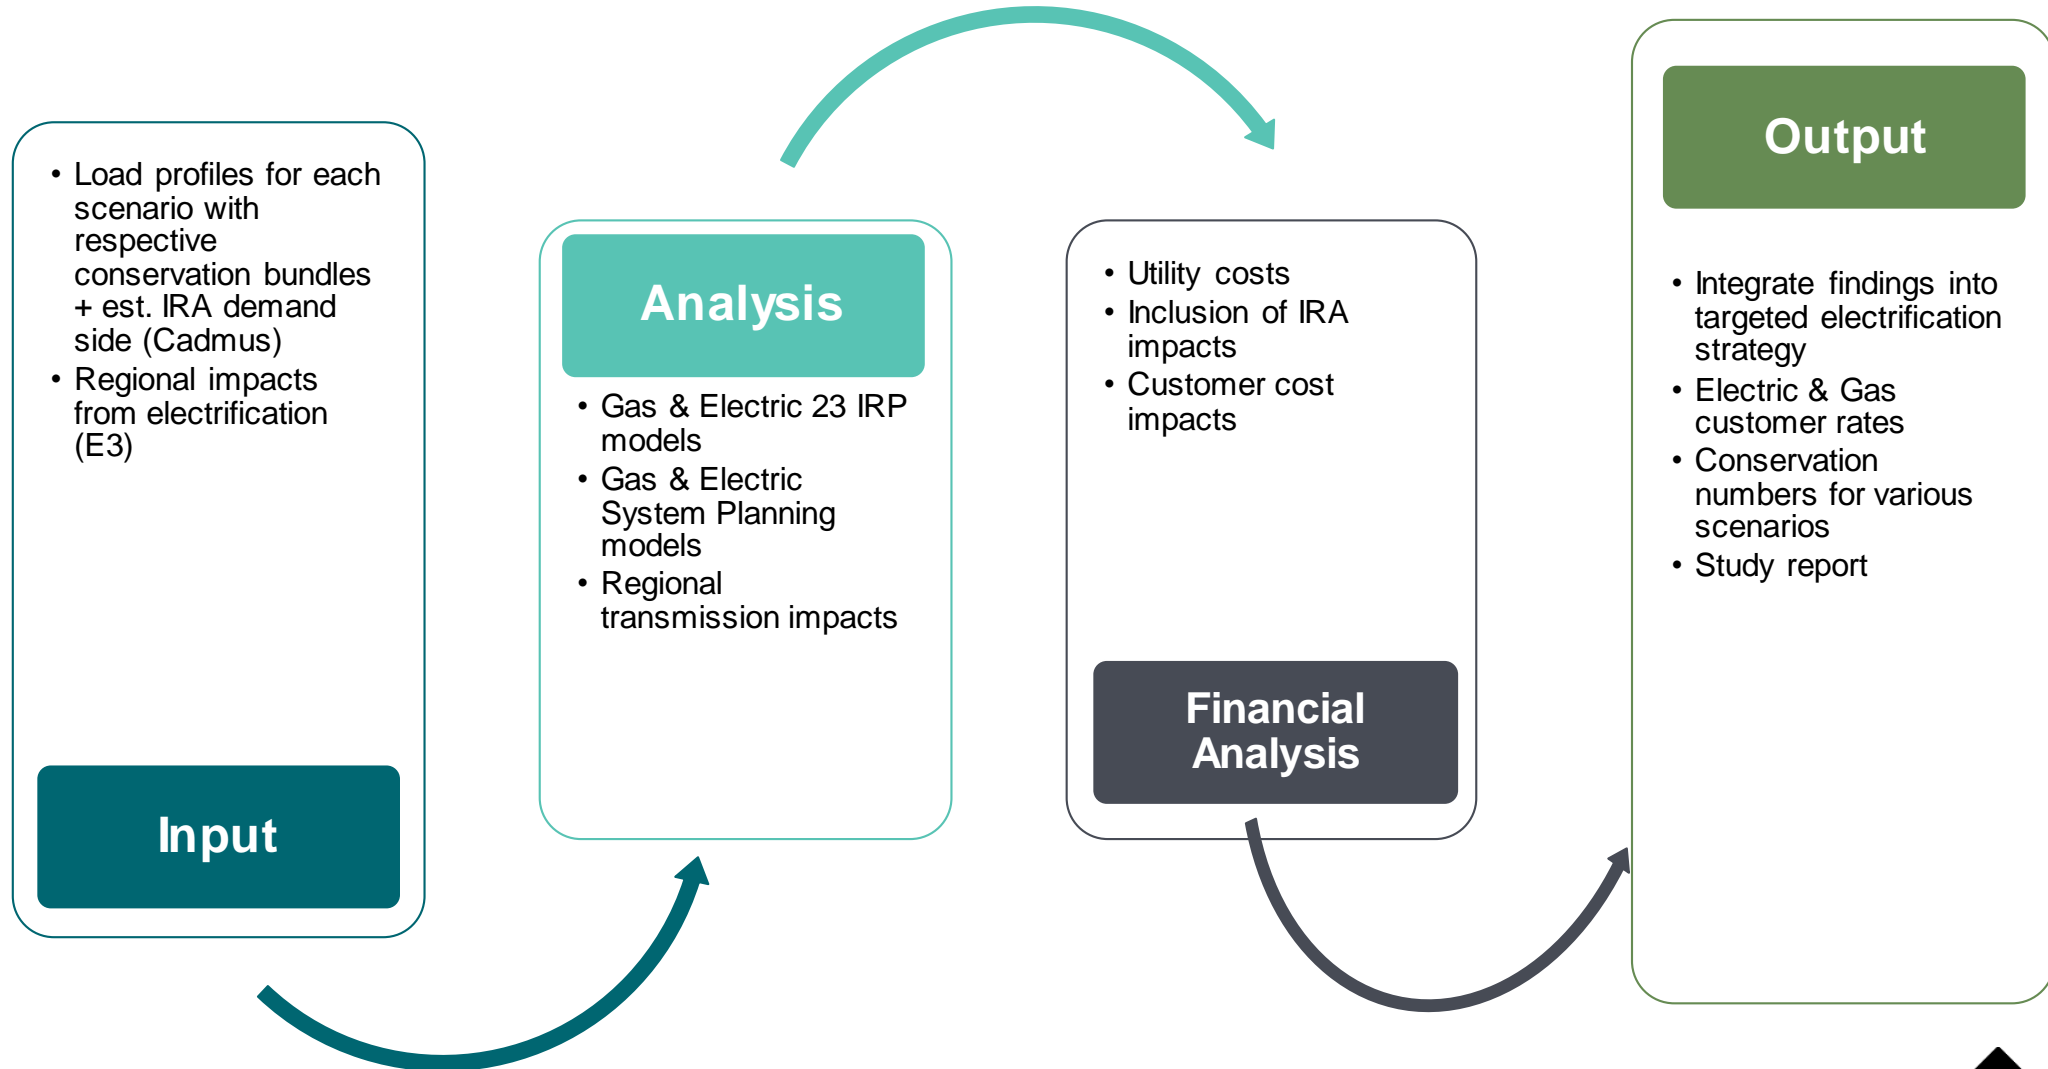 • Load profiles for each
scenario with
respective
conservation bundles
+ est. IRA demand
side (Cadmus)
• Regional impacts
from electrification
(E3)
Input
Analysis
• Gas & Electric 23 IRP
models
• Gas & Electric
System Planning
models
• Regional
transmission impacts
• Utility costs
• Inclusion of IRA
impacts
• Customer cost
impacts
Financial
Analysis
Output
• Integrate findings into
targeted electrification
strategy
• Electric & Gas
customer rates
• Conservation
numbers for various
scenarios
• Study report